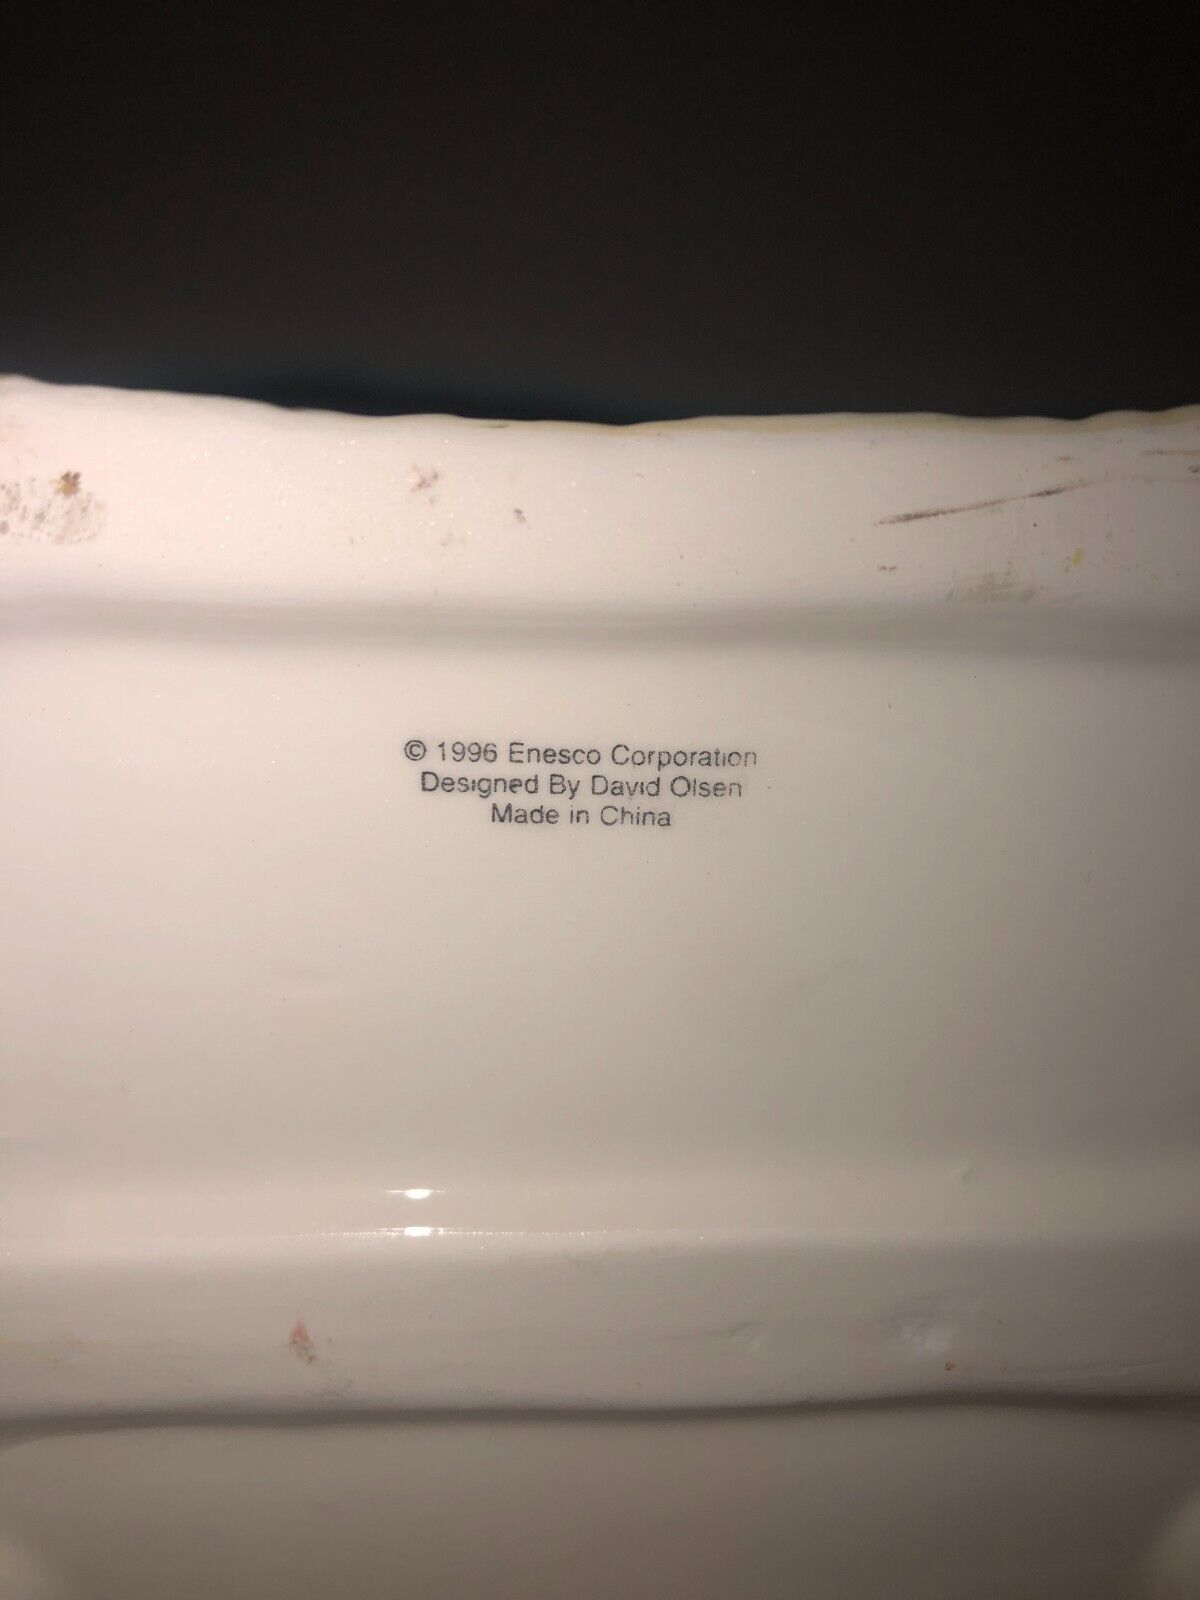 © 1996 Enesco Corporation
Designed By David Olsen
Made in China